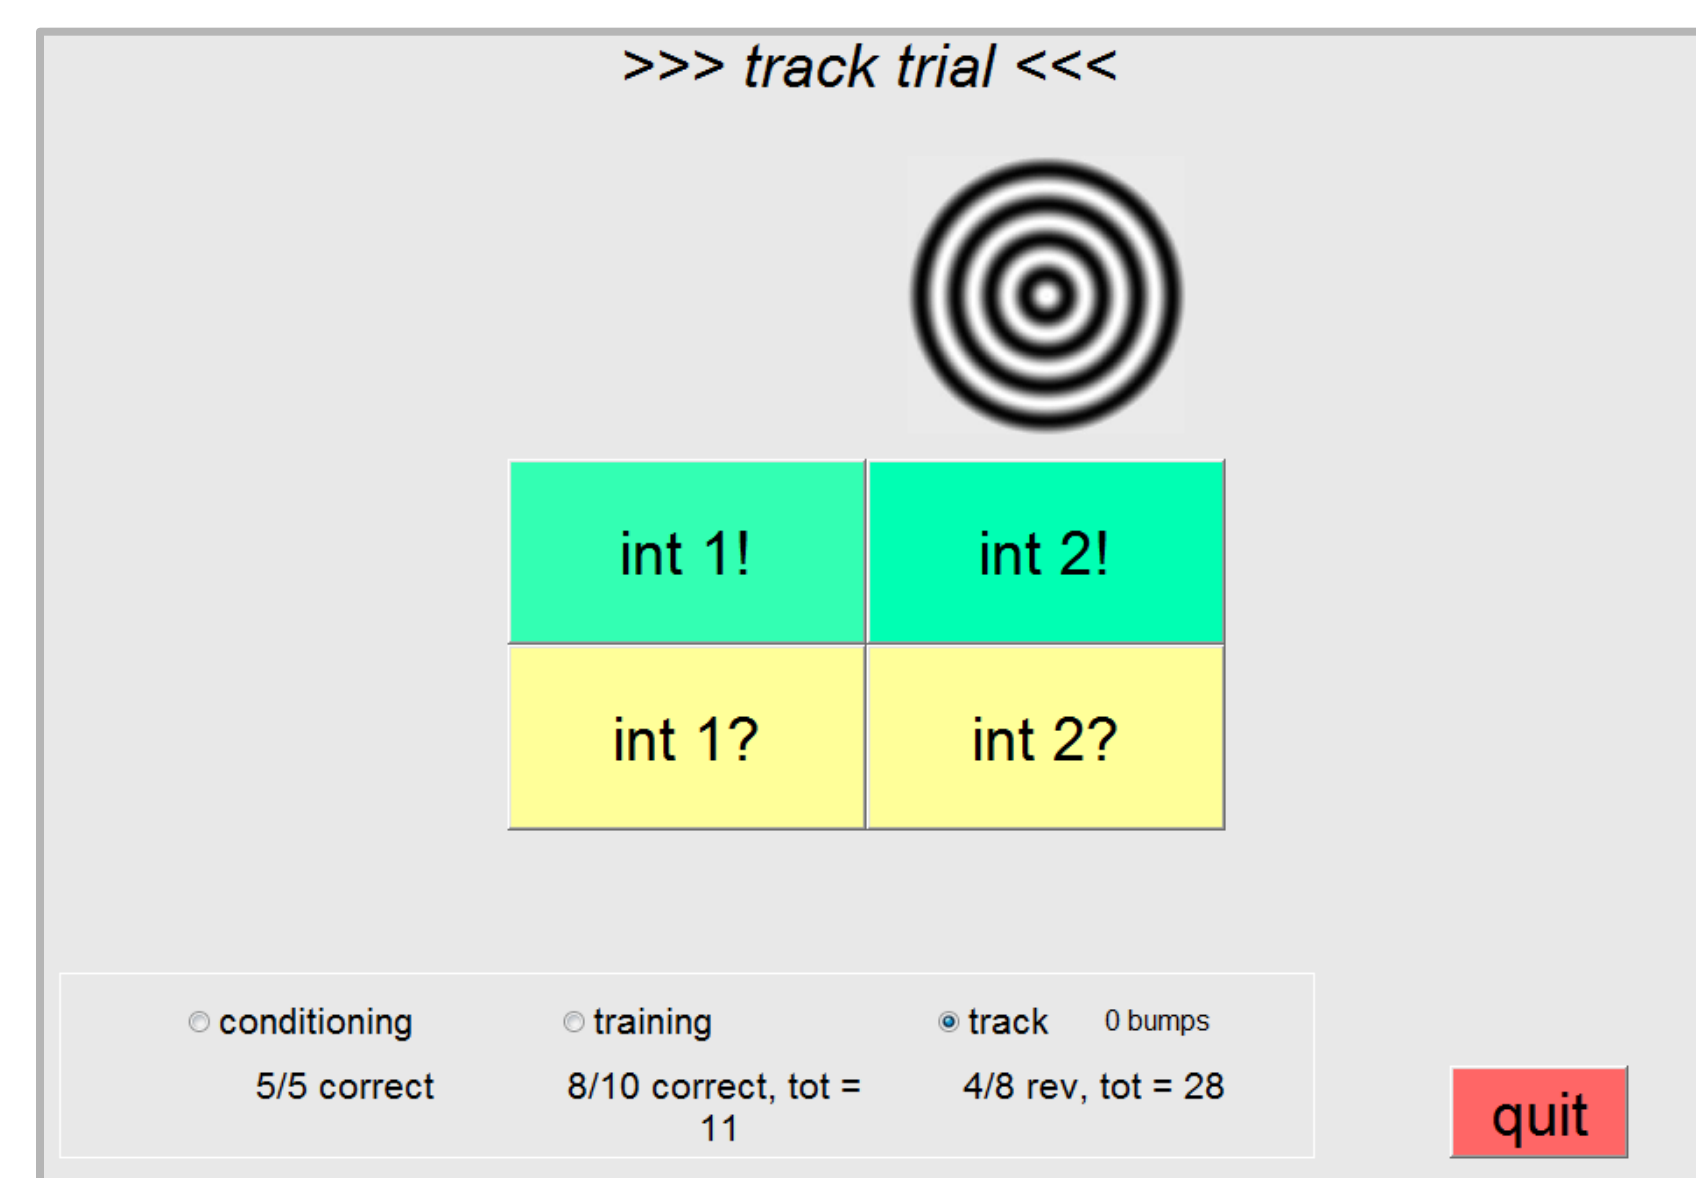 >>> track trial <<<
int 1! int 2!
int 1? int 2?
conditioning training track 0 bumps
5/5 correct 8/10 correct, tot = 4/8 rev, tot = 28
11
quit